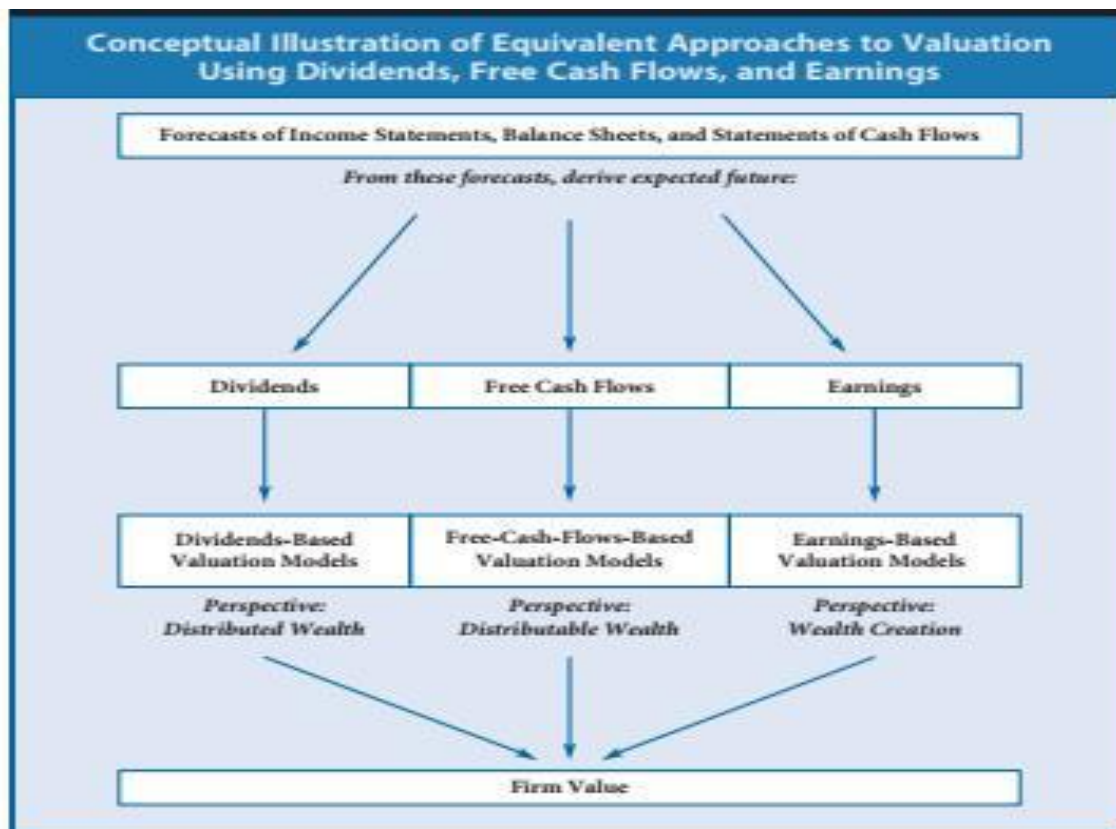 Conceptual Illustration of Equivalent Approaches to Valuation
Using Dividends, Free Cash Flows, and Earnings
Forecasts of Income Statements, Balance Sheets, and Statements of Cash Flows
From these forecasts, derive expected future:
Dividends
Free Cash Flows
Earnings
Dividends-Based
Valuation Models
Free-Cash-Flows-Based
Valuation Models
Earnings-Based
Valuation Models
Perspective:
Distributed Wealth
Perspective:
Distributable Wealth
Perspective:
Wealth Creation
Firm Value